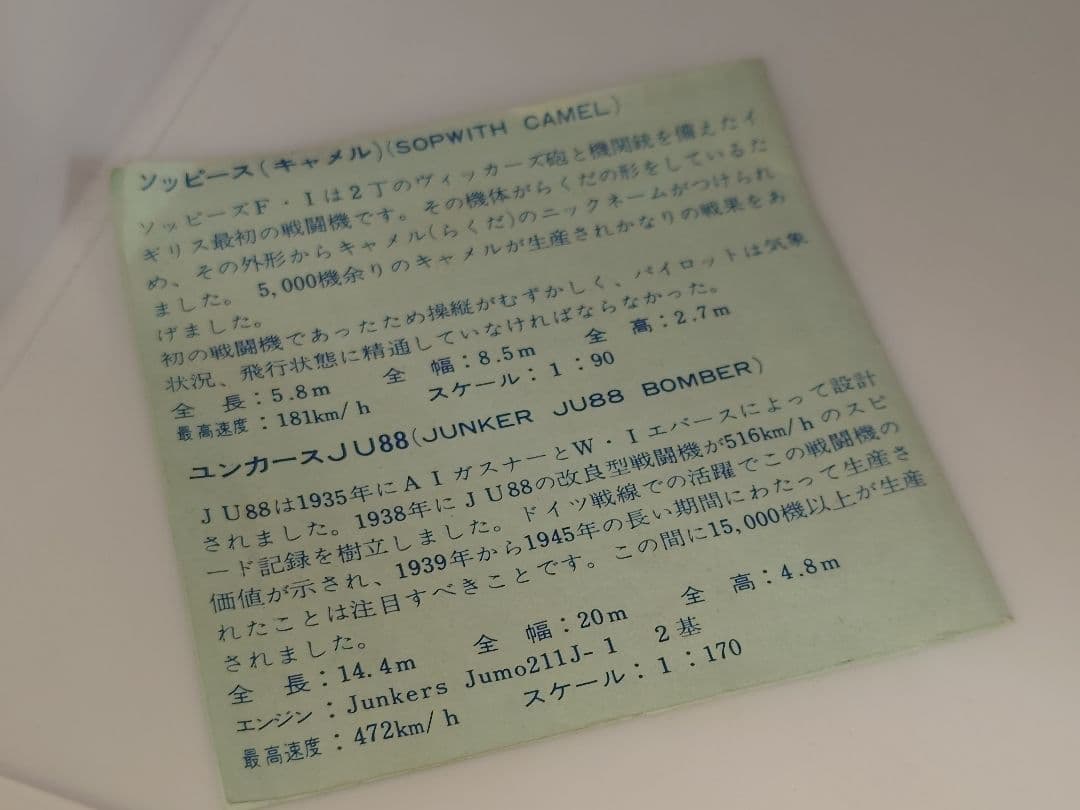 ソッピース(キャメル)(SOPWITH CAMEL)
ソッピーズF・Iは2丁のヴィッカーズ砲と機関銃を備えたイ
ギリス最初の戦闘機です。その機体がらくだの形をしているだ
め、その外形からキャメル(らくだ)のニックネームがつけられ
ました。 5,000機余りのキャメルが生産されかなりの戦果をあ
げました。
初の戦闘機であったため操縦がむずかしく、パイロットは気象
状況、飛行状態に精通していなければならなかった。
全 長:5.8m 全 幅:8.5m 全 高:2.7m
最高速度:181km/h スケール:1:90
ユンカースJU88(JUNKER JU88 BOMBER)
JU88は1935年にAIガスナーとW・Iエバースによって設計
されました。1938年にJU88の改良型戦闘機が516km/hのスピ
ード記録を樹立しました。ドイツ戦線での活躍でこの戦闘機の
価値が示され、1939年から1945年の長い期間にわたって生産さ
れたことは注目すべきことです。この間に15,000機以上が生産
されました。
全 長:14.4m 全 幅:20m 全 高:4.8m
エンジン:Junkers Jumo211J-1 2基
最高速度:472km/h スケール:1:170